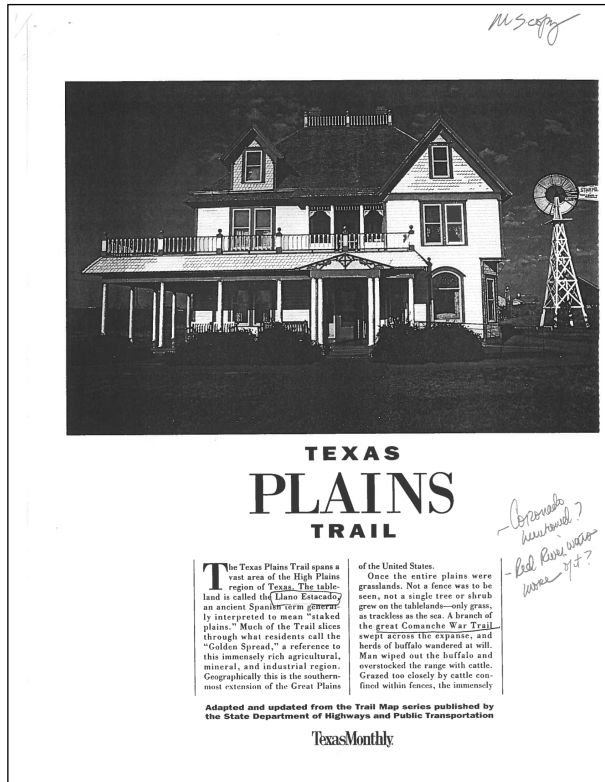 MScopy
TEXAS
PLAINS
TRAIL
- Coronado
mentioned?
- Red River
more of it?
The Texas Plains Trail spans a
vast area of the High Plains
region of Texas. The table-
land is called the Llano Estacado,
an ancient Spanish term general-
ly interpreted to mean “staked
plains.” Much of the Trail slices
through what residents call the
“Golden Spread,” a reference to
this immensely rich agricultural,
mineral, and industrial region.
Geographically this is the southern-
most extension of the Great Plains
of the United States.
Once the entire plains were
grasslands. Not a fence was to be
seen, not a single tree or shrub
grew on the tablelands—only grass,
as trackless as the sea. A branch of
the great Comanche War Trail
swept across the expanse, and
herds of buffalo wandered at will.
Man wiped out the buffalo and
overstocked the range with cattle.
Grazed too closely by cattle con-
fined within fences, the immensely
Adapted and updated from the Trail Map series published by
the State Department of Highways and Public Transportation
TexasMonthly